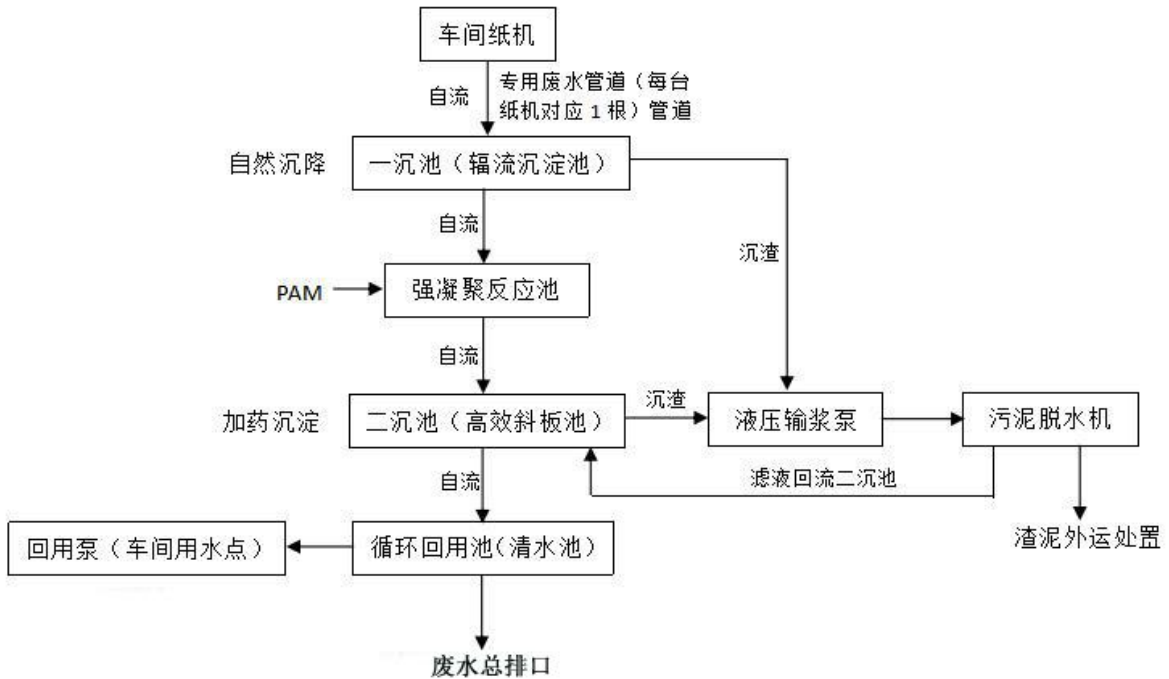 车间纸机
自流
专用废水管道（每台
纸机对应1根）管道
自然沉降
一沉池（辐流沉淀池）
自流
沉渣
PAM
强凝聚反应池
自流
加药沉淀
二沉池（高效斜板池）
沉渣
液压输浆泵
污泥脱水机
自流
滤液回流二沉池
回用泵（车间用水点）
循环回用池(清水池）
渣泥外运处置
废水总排口